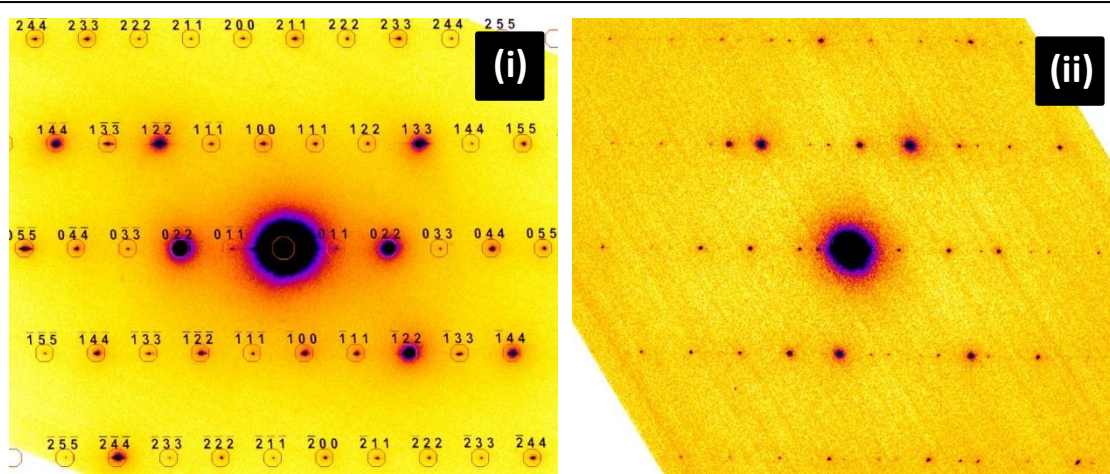 2 4̄ 4̄ 2 3̄ 3̄ 2 2̄ 2̄ 2 1̄ 1̄ 2 0 0 2 1 1 2 2 2 2 3 3 2 4 4 2 5 5
(i)
1 4̄ 4̄ 1 3̄ 3̄ 1 2̄ 2̄ 1 1̄ 1̄ 1 0 0 1 1 1 1 2 2 1 3 3 1 4 4 1 5 5
0 5̄ 5̄ 0 4̄ 4̄ 0 3̄ 3̄ 0 2̄ 2̄ 0 1̄ 1̄ 0 1 1 0 2 2 0 3 3 0 4 4 0 5 5
1̄ 5̄ 5̄ 1̄ 4̄ 4̄ 1̄ 3̄ 3̄ 1̄ 2̄ 2̄ 1̄ 1̄ 1̄ 1̄ 0 0 1̄ 1 1 1̄ 2 2 1̄ 3 3 1̄ 4 4
2̄ 5̄ 5̄ 2̄ 4̄ 4̄ 2̄ 3̄ 3̄ 2̄ 2̄ 2̄ 2̄ 1̄ 1̄ 2̄ 0 0 2̄ 1 1 2̄ 2 2 2̄ 3 3 2̄ 4 4
(ii)